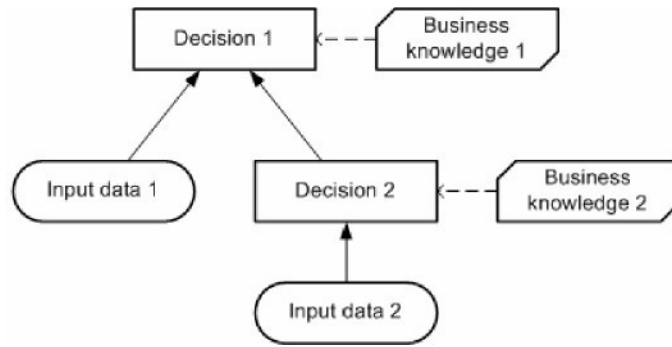 Decision 1
Business
knowledge 1
Input data 1
Decision 2
Business
knowledge 2
Input data 2